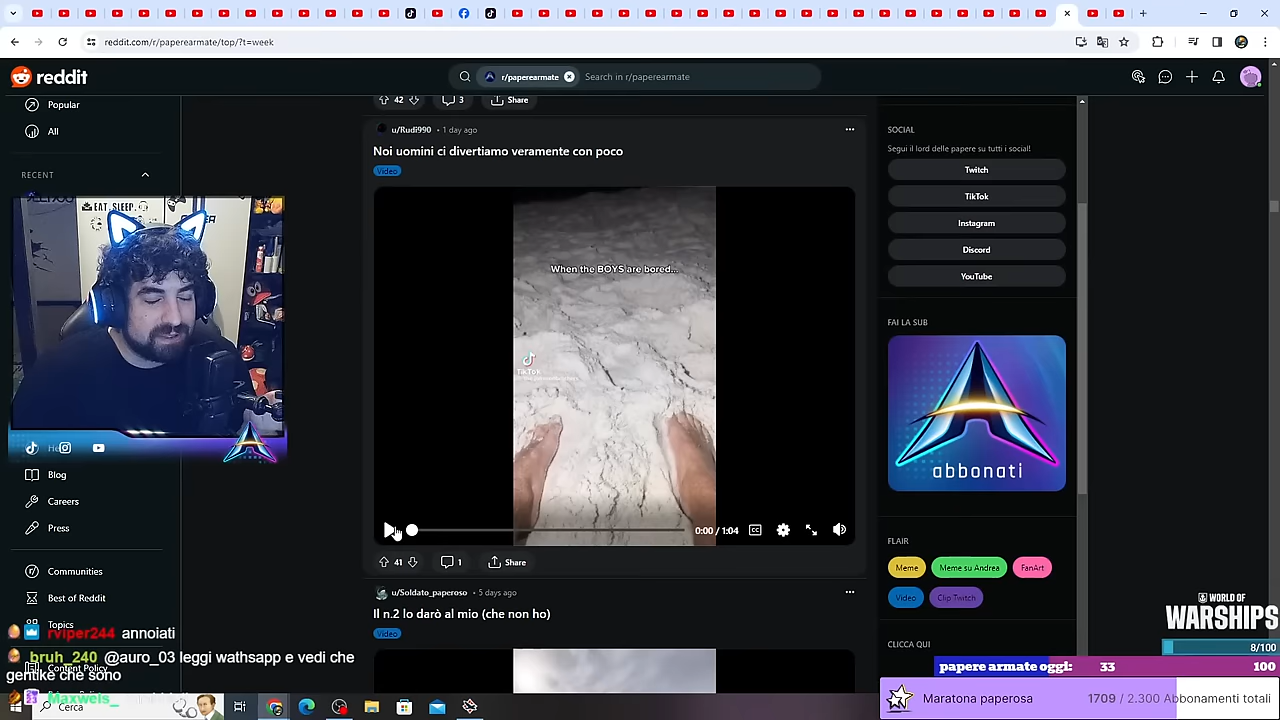 reddit.com/r/paperearmate/top/?t=week
reddit
r/paperearmate
Search in r/paperearmate
Popular
All
RECENT
EAT.SLEEP.
Blog
Careers
Press
Communities
Best of Reddit
Topics
Content Policy
rviper244 annoiati
bruh_240 @auro_03 leggi wathsapp e vedi che
gentike che sono
Maxwels_
Cerca
42
3
Share
u/Rudi990 • 1 day ago
Noi uomini ci divertiamo veramente con poco
Video
When the BOYS are bored...
TikTok
0:00 / 1:04
41
1
Share
u/Soldato_paperoso • 5 days ago
Il n.2 lo darò al mio (che non ho)
Video
SOCIAL
Segui il lord delle papere su tutti i social!
Twitch
TikTok
Instagram
Discord
YouTube
FAI LA SUB
abbonati
FLAIR
Meme
Meme su Andrea
FanArt
Video
Clip Twitch
CLICCA QUI
WORLD OF
WARSHIPS
8/100
papere armate oggi: 33 100
Maratona paperosa 1709 / 2.300 Abbonamenti totali